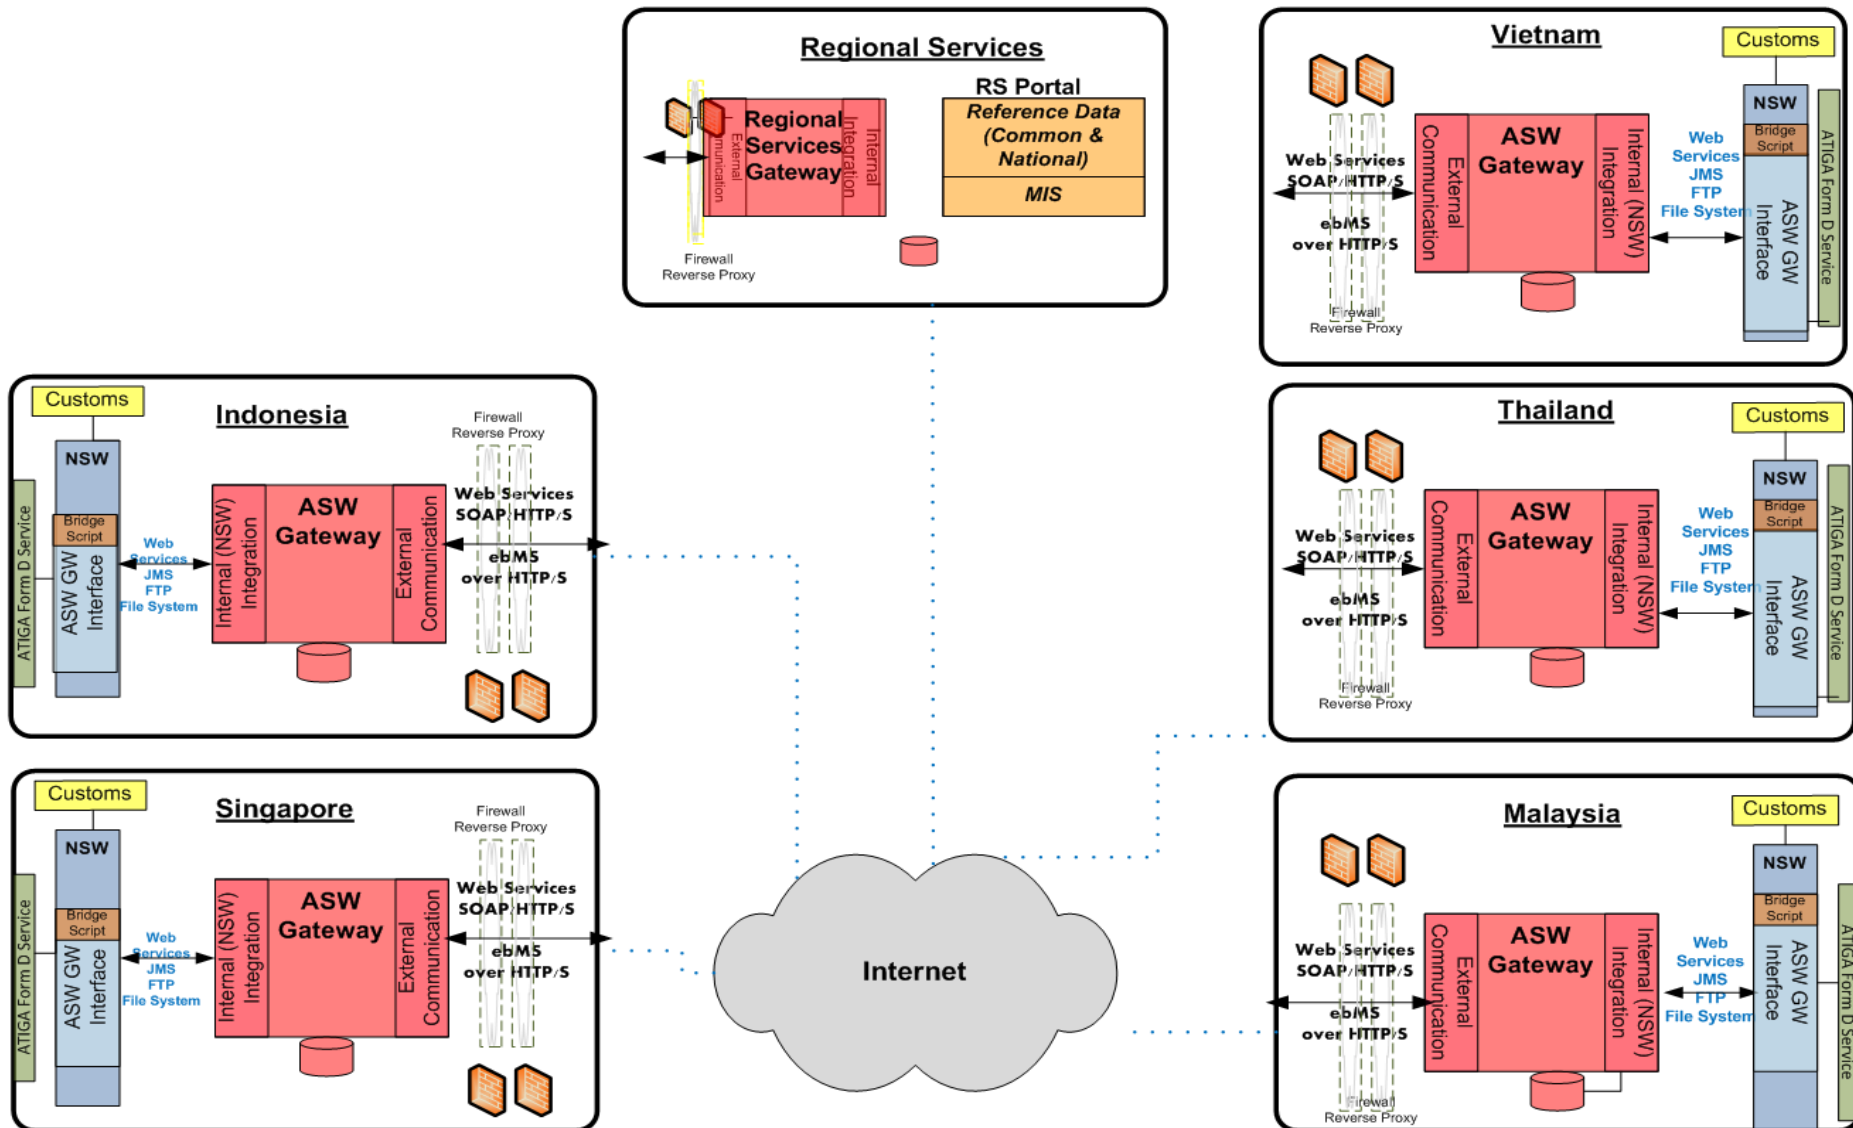 Regional Services
RS Portal
Regional
Services
Gateway
External
Communication
Internal
Integration
Reference Data
(Common &
National)
MIS
Firewall
Reverse Proxy
Vietnam
Customs
NSW
Bridge
Script
ASW GW
Interface
ATIGA Form D Service
Web
Services
JMS
FTP
File System
ASW
Gateway
External
Communication
Internal (NSW)
Integration
Web Services
SOAP/HTTP/S
ebMS
over HTTP/S
Firewall
Reverse Proxy
Indonesia
Customs
NSW
Bridge
Script
ASW GW
Interface
ATIGA Form D Service
Web
Services
JMS
FTP
File System
Internal (NSW)
Integration
ASW
Gateway
External
Communication
Firewall
Reverse Proxy
Web Services
SOAP/HTTP/S
ebMS
over HTTP/S
Thailand
Customs
NSW
Bridge
Script
ASW GW
Interface
ATIGA Form D Service
Web
Services
JMS
FTP
File System
ASW
Gateway
External
Communication
Internal (NSW)
Integration
Web Services
SOAP/HTTP/S
ebMS
over HTTP/S
Firewall
Reverse Proxy
Singapore
Customs
NSW
Bridge
Script
ASW GW
Interface
ATIGA Form D Service
Web
Services
JMS
FTP
File System
Internal (NSW)
Integration
ASW
Gateway
External
Communication
Firewall
Reverse Proxy
Web Services
SOAP/HTTP/S
ebMS
over HTTP/S
Internet
Malaysia
Customs
NSW
Bridge
Script
ASW GW
Interface
ATIGA Form D Service
Web
Services
JMS
FTP
File System
ASW
Gateway
External
Communication
Internal (NSW)
Integration
Web Services
SOAP/HTTP/S
ebMS
over HTTP/S
Firewall
Reverse Proxy